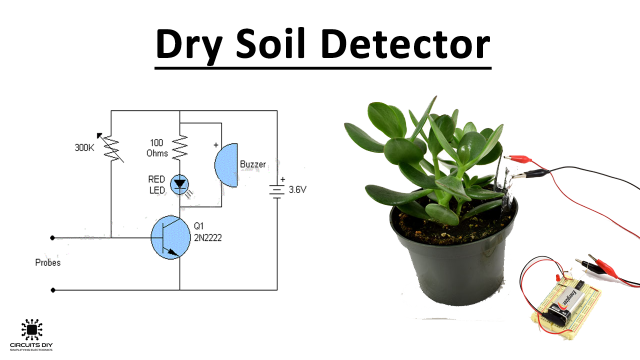 Dry Soil Detector
300K
100
Ohms
+
Buzzer
RED
LED
+
3.6V
Q1
2N2222
Probes
CIRCUITS DIY